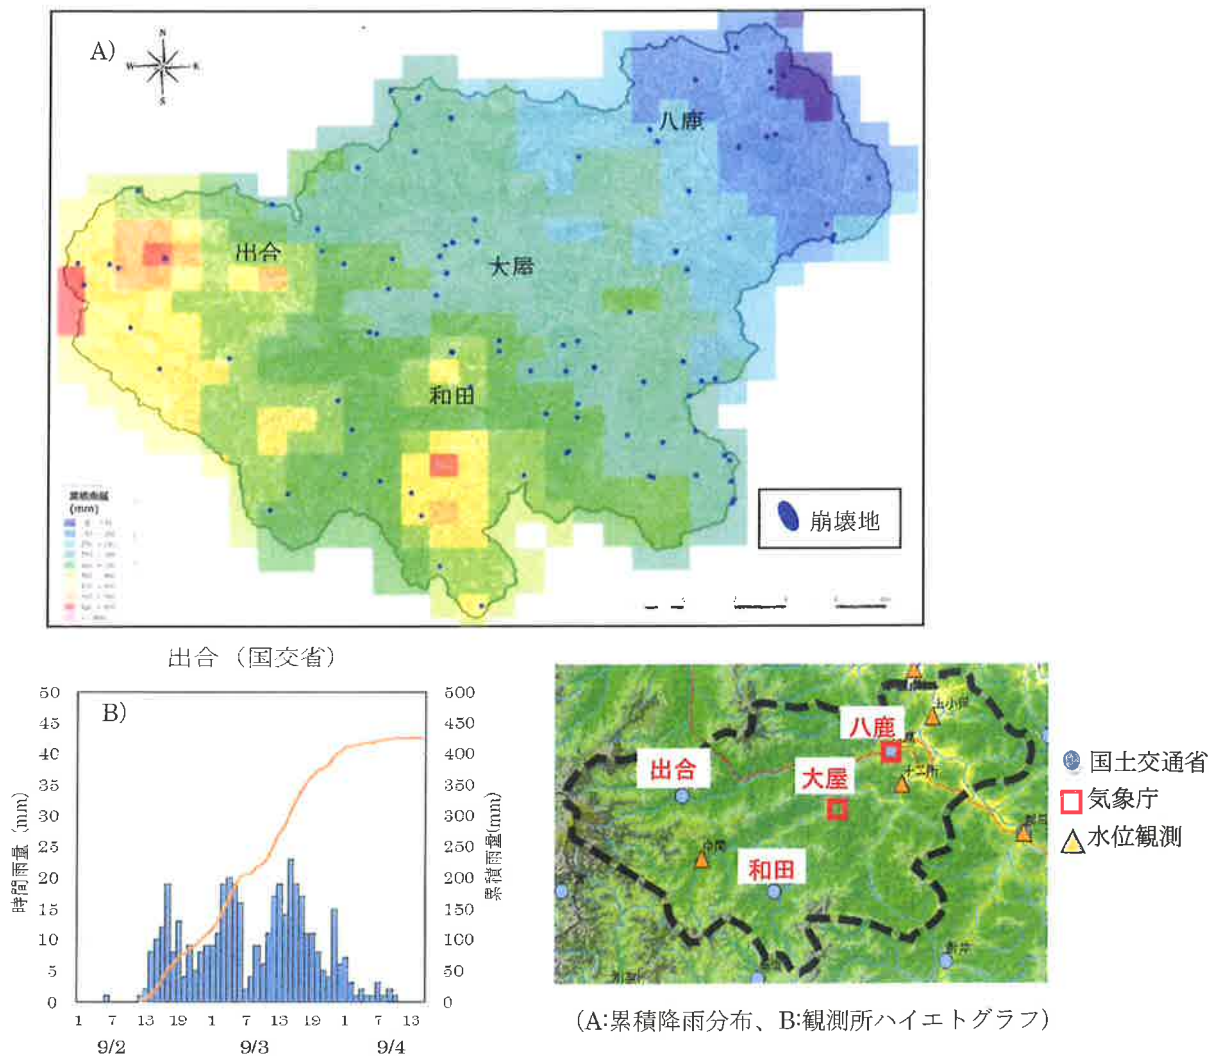 A)
N
W
S
八鹿
出合
大屋
和田
(mm)
崩壊地
出合（国交省）
B)
時間雨量 (mm)
累積雨量(mm)
50
45
40
35
30
25
20
15
10
5
0
500
450
400
350
300
250
200
150
100
50
0
1 7 13 19 1 7 13 19 1 7 13
9/2 9/3 9/4
八鹿
出合
大屋
十二所
和田
国土交通省
気象庁
水位観測
(A:累積降雨分布、B:観測所ハイエトグラフ)